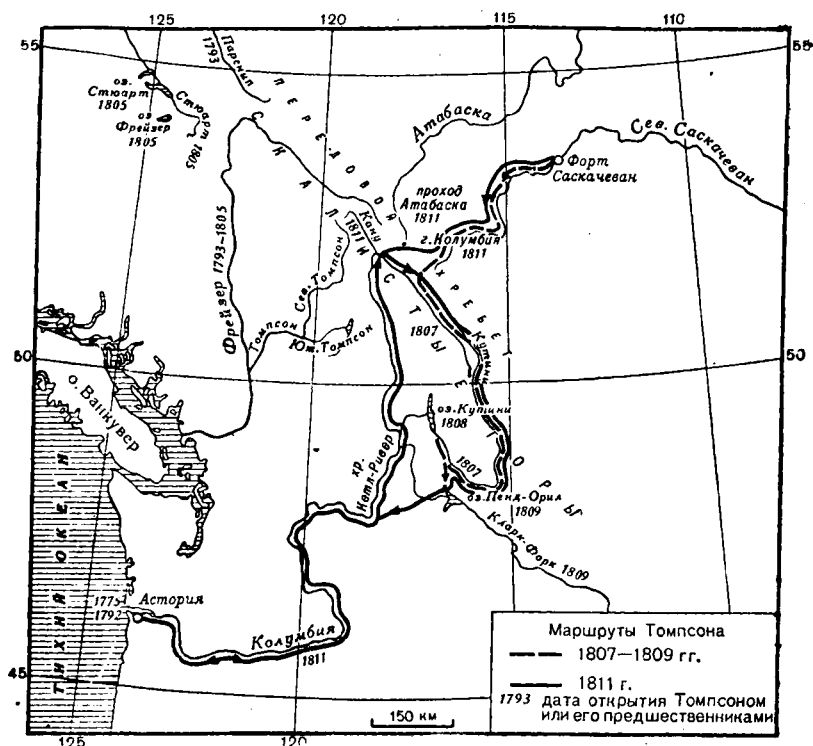 125
120
115
110
55
55
Парснип
1793
оз.
Стюарт
1805
Стюарт
1805
оз
Фрейзер
1805
ПЕРЕДОВОЙ
ХРЕБЕТ
СКАЛИСТЫЕ ГОРЫ
Атабаска
Сев. Саскачеван
Форт
Саскачеван
проход
Атабаска
1811
г. Колумбия
1811
Кану
1811
Фрейзер 1793-1805
Сев. Томпсон
Томпсон
Юж. Томпсон
1807
Кутини
50
50
о. Ванкувер
оз. Кутини
1808
1807
хр.
Кетл-Ривер
оз. Пенд-Орил
1809
Кларк-Форк 1809
ТИХИЙ ОКЕАН
1775
1792
Астория
Колумбия
1811
45
45
125
120
150 км
Маршруты Томпсона
1807—1809 гг.
1811 г.
1793 дата открытия Томпсоном
или его предшественниками